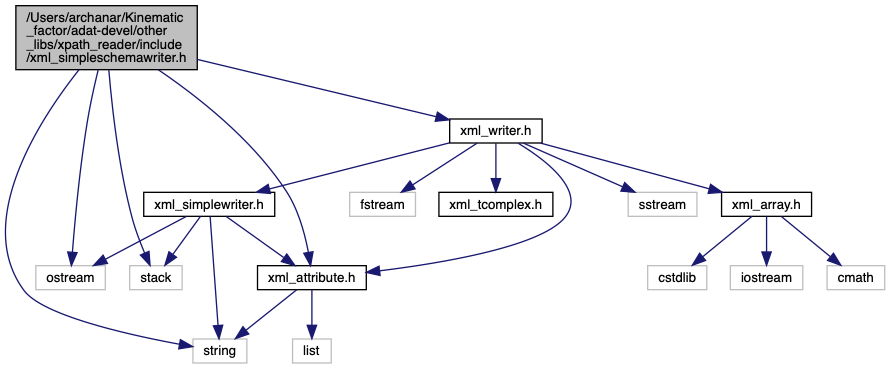 /Users/archanar/Kinematic
_factor/adat-devel/other
_libs/xpath_reader/include
/xml_simpleschemawriter.h
xml_writer.h
xml_simplewriter.h
fstream
xml_tcomplex.h
sstream
xml_array.h
ostream
stack
xml_attribute.h
cstdlib
iostream
cmath
string
list